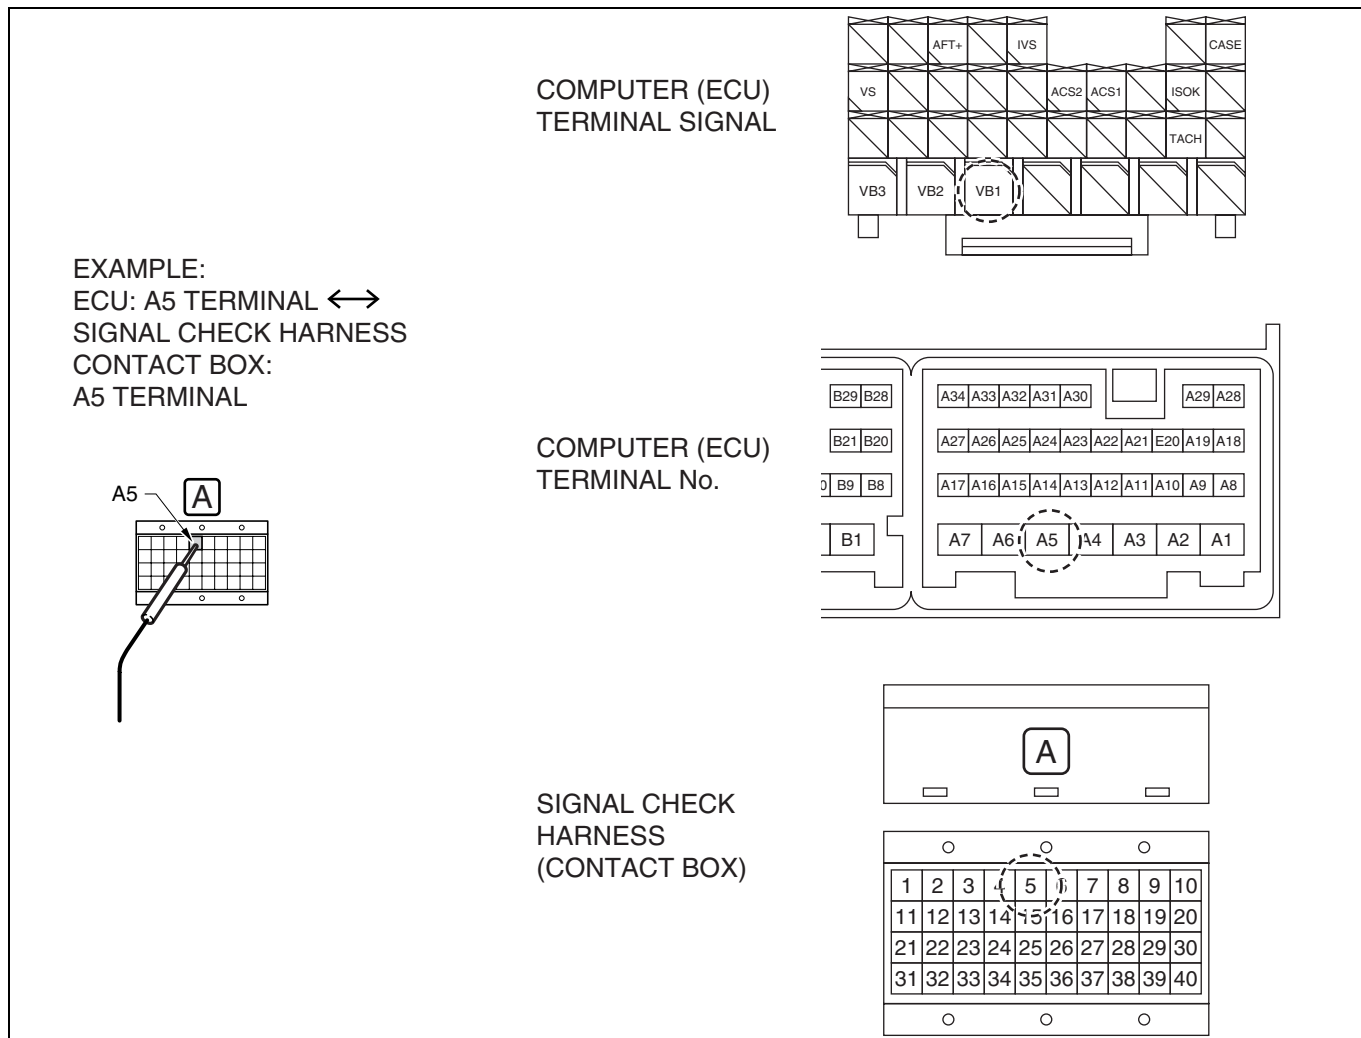 COMPUTER (ECU)
TERMINAL SIGNAL
AFT+ IVS CASE
VS ACS2 ACS1 ISOK
TACH
VB3 VB2 VB1
EXAMPLE:
ECU: A5 TERMINAL ↔
SIGNAL CHECK HARNESS
CONTACT BOX:
A5 TERMINAL
A5
A
COMPUTER (ECU)
TERMINAL No.
B29 B28 A34 A33 A32 A31 A30 A29 A28
B21 B20 A27 A26 A25 A24 A23 A22 A21 E20 A19 A18
0 B9 B8 A17 A16 A15 A14 A13 A12 A11 A10 A9 A8
B1 A7 A6 A5 A4 A3 A2 A1
SIGNAL CHECK
HARNESS
(CONTACT BOX)
A
1 2 3 4 5 6 7 8 9 10
11 12 13 14 15 16 17 18 19 20
21 22 23 24 25 26 27 28 29 30
31 32 33 34 35 36 37 38 39 40